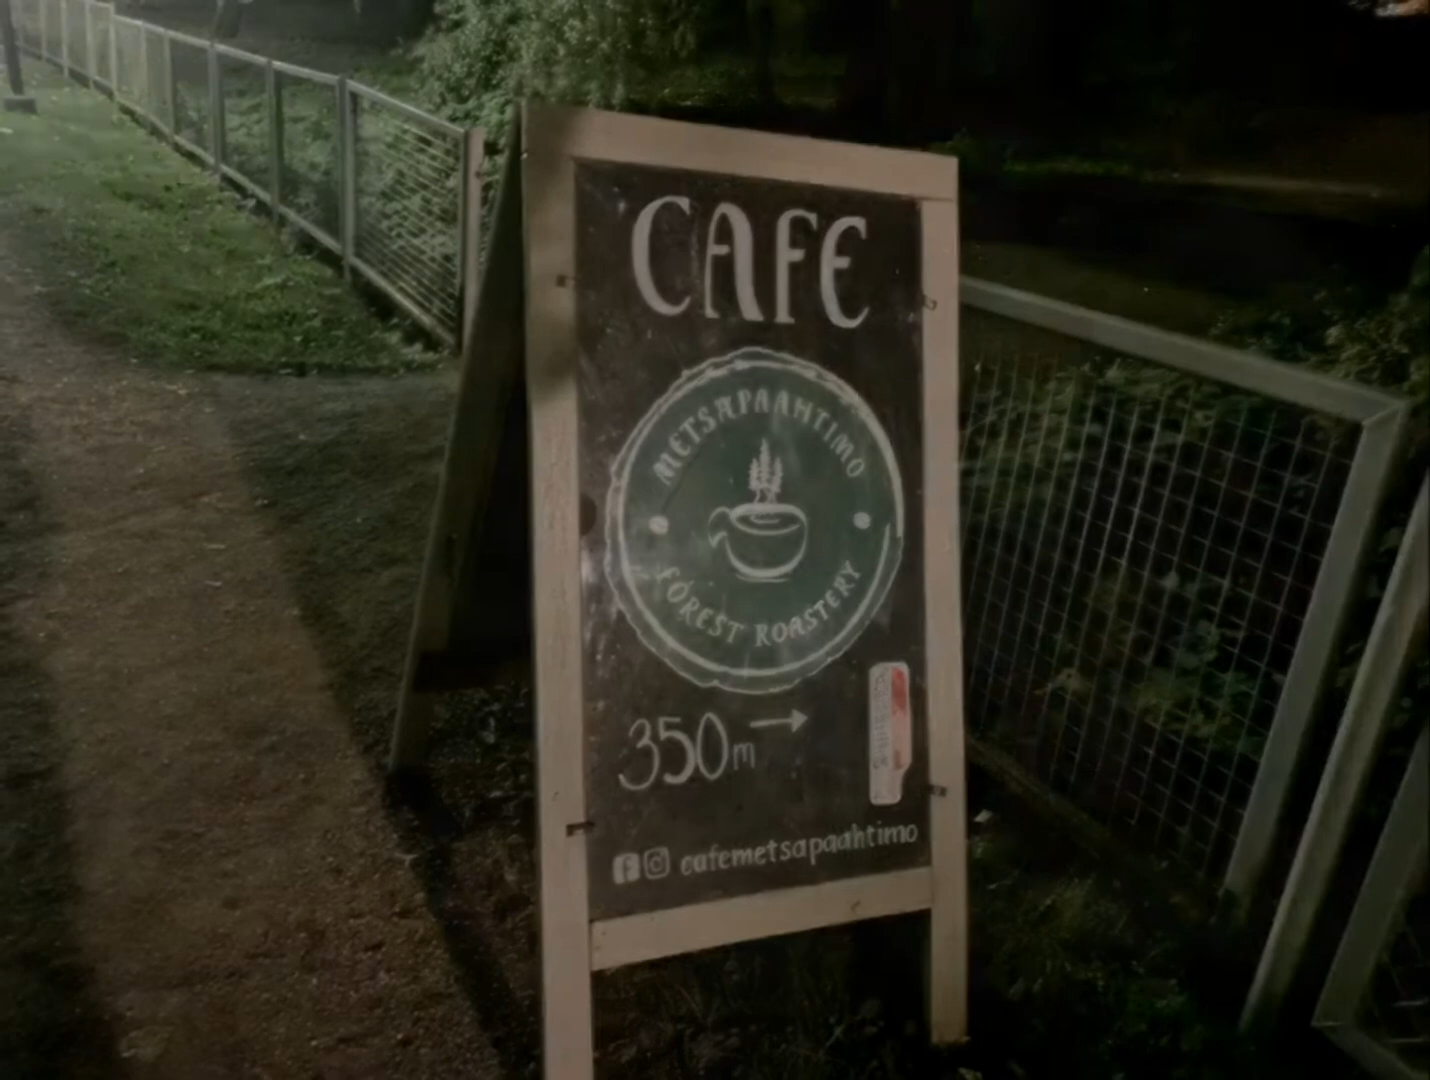 CAFE
METSÄPAAHTIMO
FOREST ROASTERY
350m →
cafemetsapaahtimo